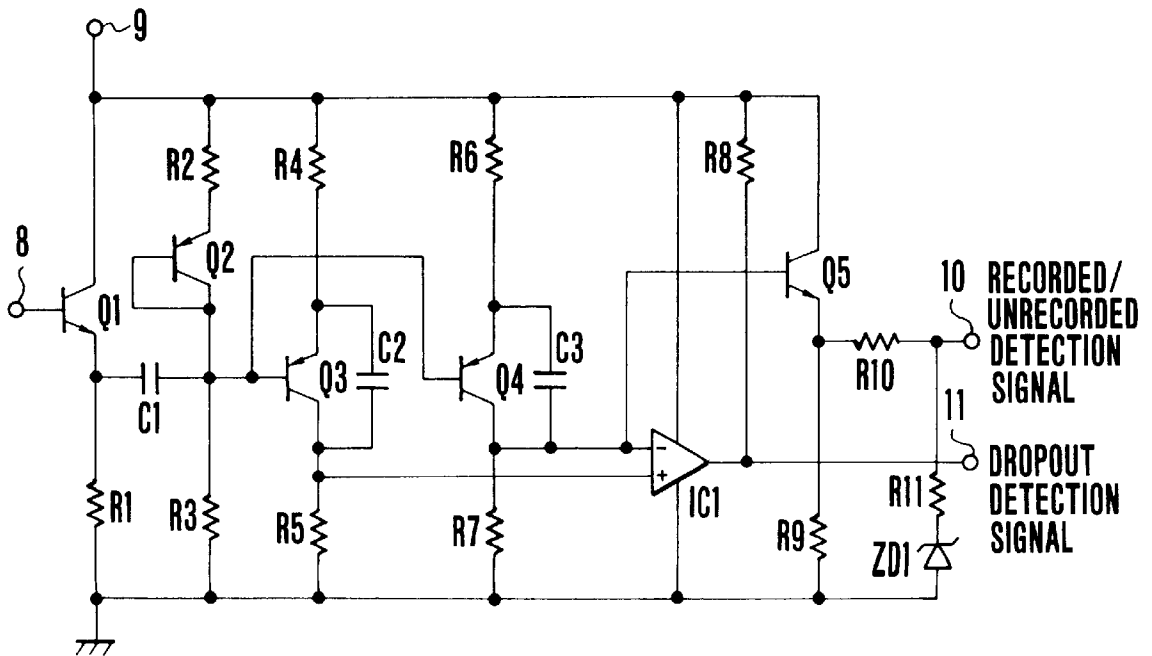 9
R2
R4
R6
R8
8
Q2
Q1
Q5
10
RECORDED/
UNRECORDED
DETECTION
SIGNAL
C1
Q3
C2
Q4
C3
R10
11
-
+
IC1
DROPOUT
DETECTION
SIGNAL
R1
R3
R5
R7
R9
R11
ZD1